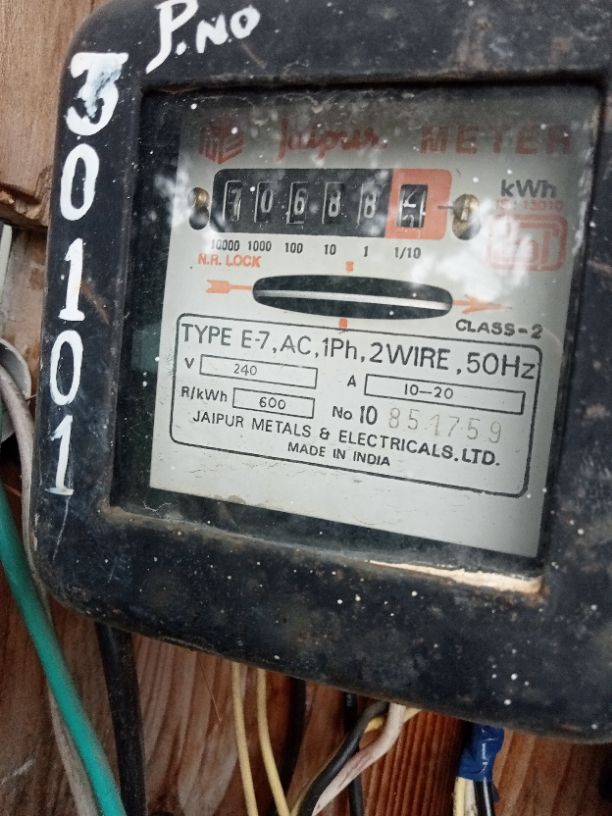 P.NO
30101
Jaipur METER
kWh
70688
10000 1000 100 10 1 1/10
N.R. LOCK
CLASS-2
TYPE E-7, AC, 1Ph, 2WIRE, 50Hz
V 240 A 10-20
R/kWh 600 No 10 851759
JAIPUR METALS & ELECTRICALS. LTD.
MADE IN INDIA